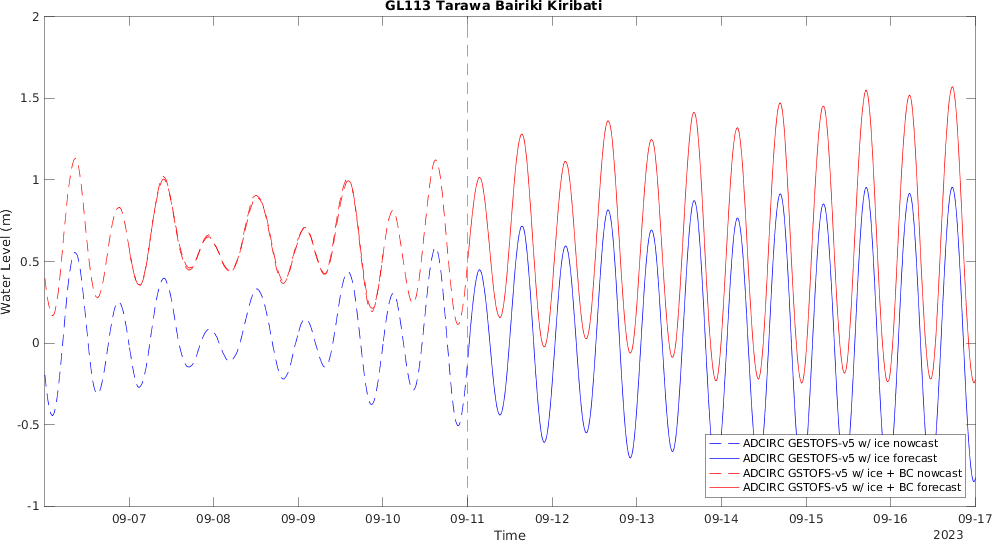 GL113 Tarawa Bairiki Kiribati
2
1.5
1
0.5
0
-0.5
-1
Water Level (m)
ADCIRC GESTOFS-v5 w/ ice nowcast
ADCIRC GESTOFS-v5 w/ ice forecast
ADCIRC GSTOFS-v5 w/ ice + BC nowcast
ADCIRC GSTOFS-v5 w/ ice + BC forecast
09-07 09-08 09-09 09-10 09-11 09-12 09-13 09-14 09-15 09-16 09-17
Time
2023